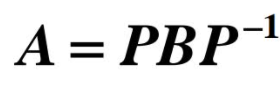 A = PBP⁻¹